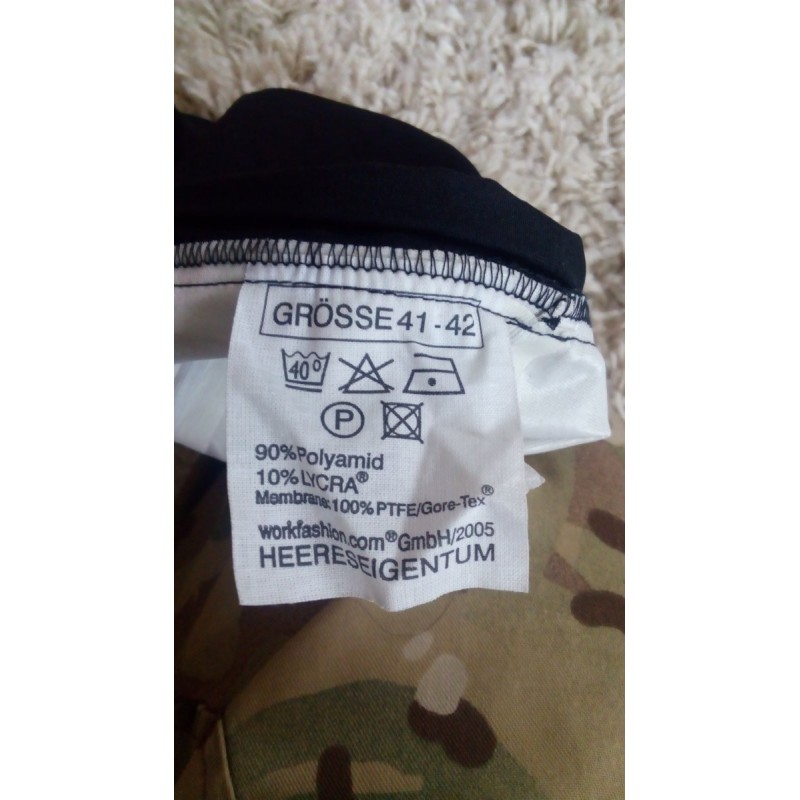 GRÖSSE 41-42
40°
P
90% Polyamid
10% LYCRA®
Membrane: 100% PTFE/Gore-Tex®
workfashion.com® GmbH/2005
HEERESEIGENTUM